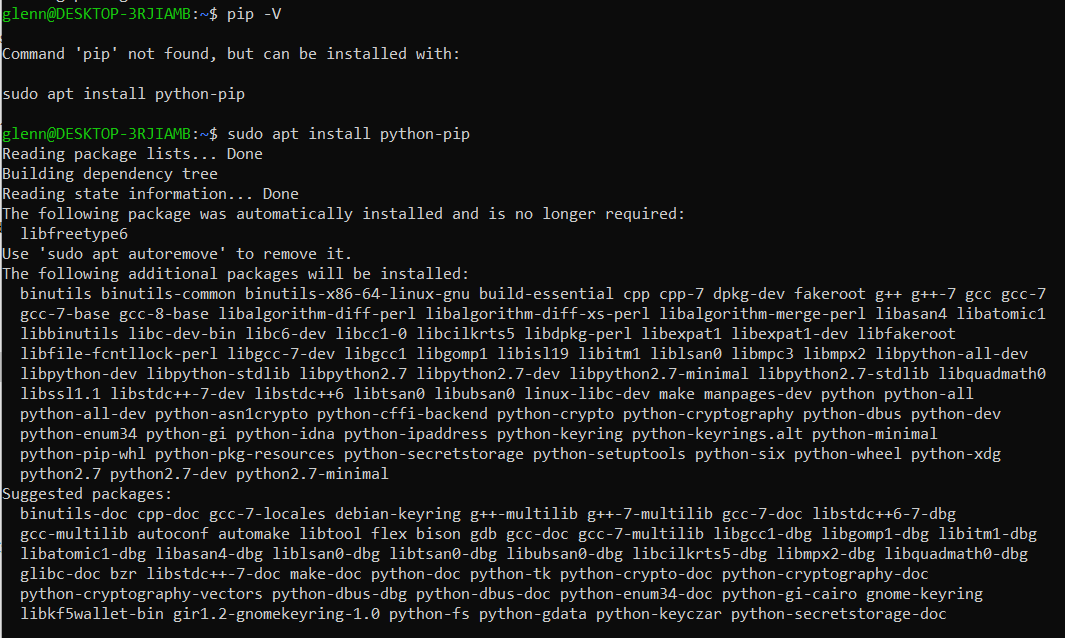 glenn@DESKTOP-3RJIAMB:~$ pip -V
Command 'pip' not found, but can be installed with:
sudo apt install python-pip
glenn@DESKTOP-3RJIAMB:~$ sudo apt install python-pip
Reading package lists... Done
Building dependency tree
Reading state information... Done
The following package was automatically installed and is no longer required:
  libfreetype6
Use 'sudo apt autoremove' to remove it.
The following additional packages will be installed:
  binutils binutils-common binutils-x86-64-linux-gnu build-essential cpp cpp-7 dpkg-dev fakeroot g++ g++-7 gcc gcc-7
  gcc-7-base gcc-8-base libalgorithm-diff-perl libalgorithm-diff-xs-perl libalgorithm-merge-perl libasan4 libatomic1
  libbinutils libc-dev-bin libc6-dev libcc1-0 libcilkrts5 libdpkg-perl libexpat1 libexpat1-dev libfakeroot
  libfile-fcntllock-perl libgcc-7-dev libgcc1 libgomp1 libisl19 libitm1 liblsan0 libmpc3 libmpx2 libpython-all-dev
  libpython-dev libpython-stdlib libpython2.7 libpython2.7-dev libpython2.7-minimal libpython2.7-stdlib libquadmath0
  libssl1.1 libstdc++-7-dev libstdc++6 libtsan0 libubsan0 linux-libc-dev make manpages-dev python python-all
  python-all-dev python-asn1crypto python-cffi-backend python-crypto python-cryptography python-dbus python-dev
  python-enum34 python-gi python-idna python-ipaddress python-keyring python-keyrings.alt python-minimal
  python-pip-whl python-pkg-resources python-secretstorage python-setuptools python-six python-wheel python-xdg
  python2.7 python2.7-dev python2.7-minimal
Suggested packages:
  binutils-doc cpp-doc gcc-7-locales debian-keyring g++-multilib g++-7-multilib gcc-7-doc libstdc++6-7-dbg
  gcc-multilib autoconf automake libtool flex bison gdb gcc-doc gcc-7-multilib libgcc1-dbg libgomp1-dbg libitm1-dbg
  libatomic1-dbg libasan4-dbg liblsan0-dbg libtsan0-dbg libubsan0-dbg libcilkrts5-dbg libmpx2-dbg libquadmath0-dbg
  glibc-doc bzr libstdc++-7-doc make-doc python-doc python-tk python-crypto-doc python-cryptography-doc
  python-cryptography-vectors python-dbus-dbg python-dbus-doc python-enum34-doc python-gi-cairo gnome-keyring
  libkf5wallet-bin gir1.2-gnomekeyring-1.0 python-fs python-gdata python-keyczar python-secretstorage-doc